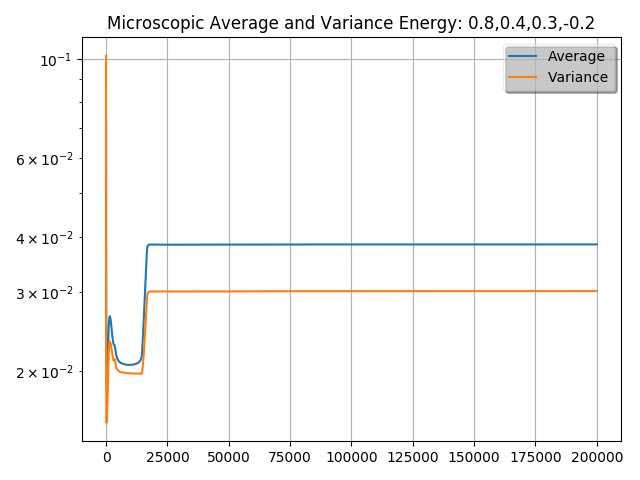 Microscopic Average and Variance Energy: 0.8,0.4,0.3,-0.2
Average
Variance
10⁻¹
6 × 10⁻²
4 × 10⁻²
3 × 10⁻²
2 × 10⁻²
0 25000 50000 75000 100000 125000 150000 175000 200000